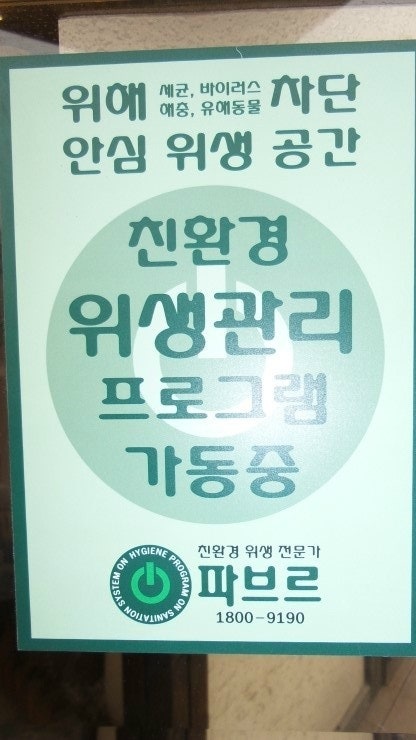 위해 세균, 바이러스 해충, 유해동물 차단
안심 위생 공간
친환경
위생관리
프로그램
가동중
친환경 위생 전문가
파브르
1800-9190
SYSTEM ON HYGIENE PROGRAM ON SANITATION